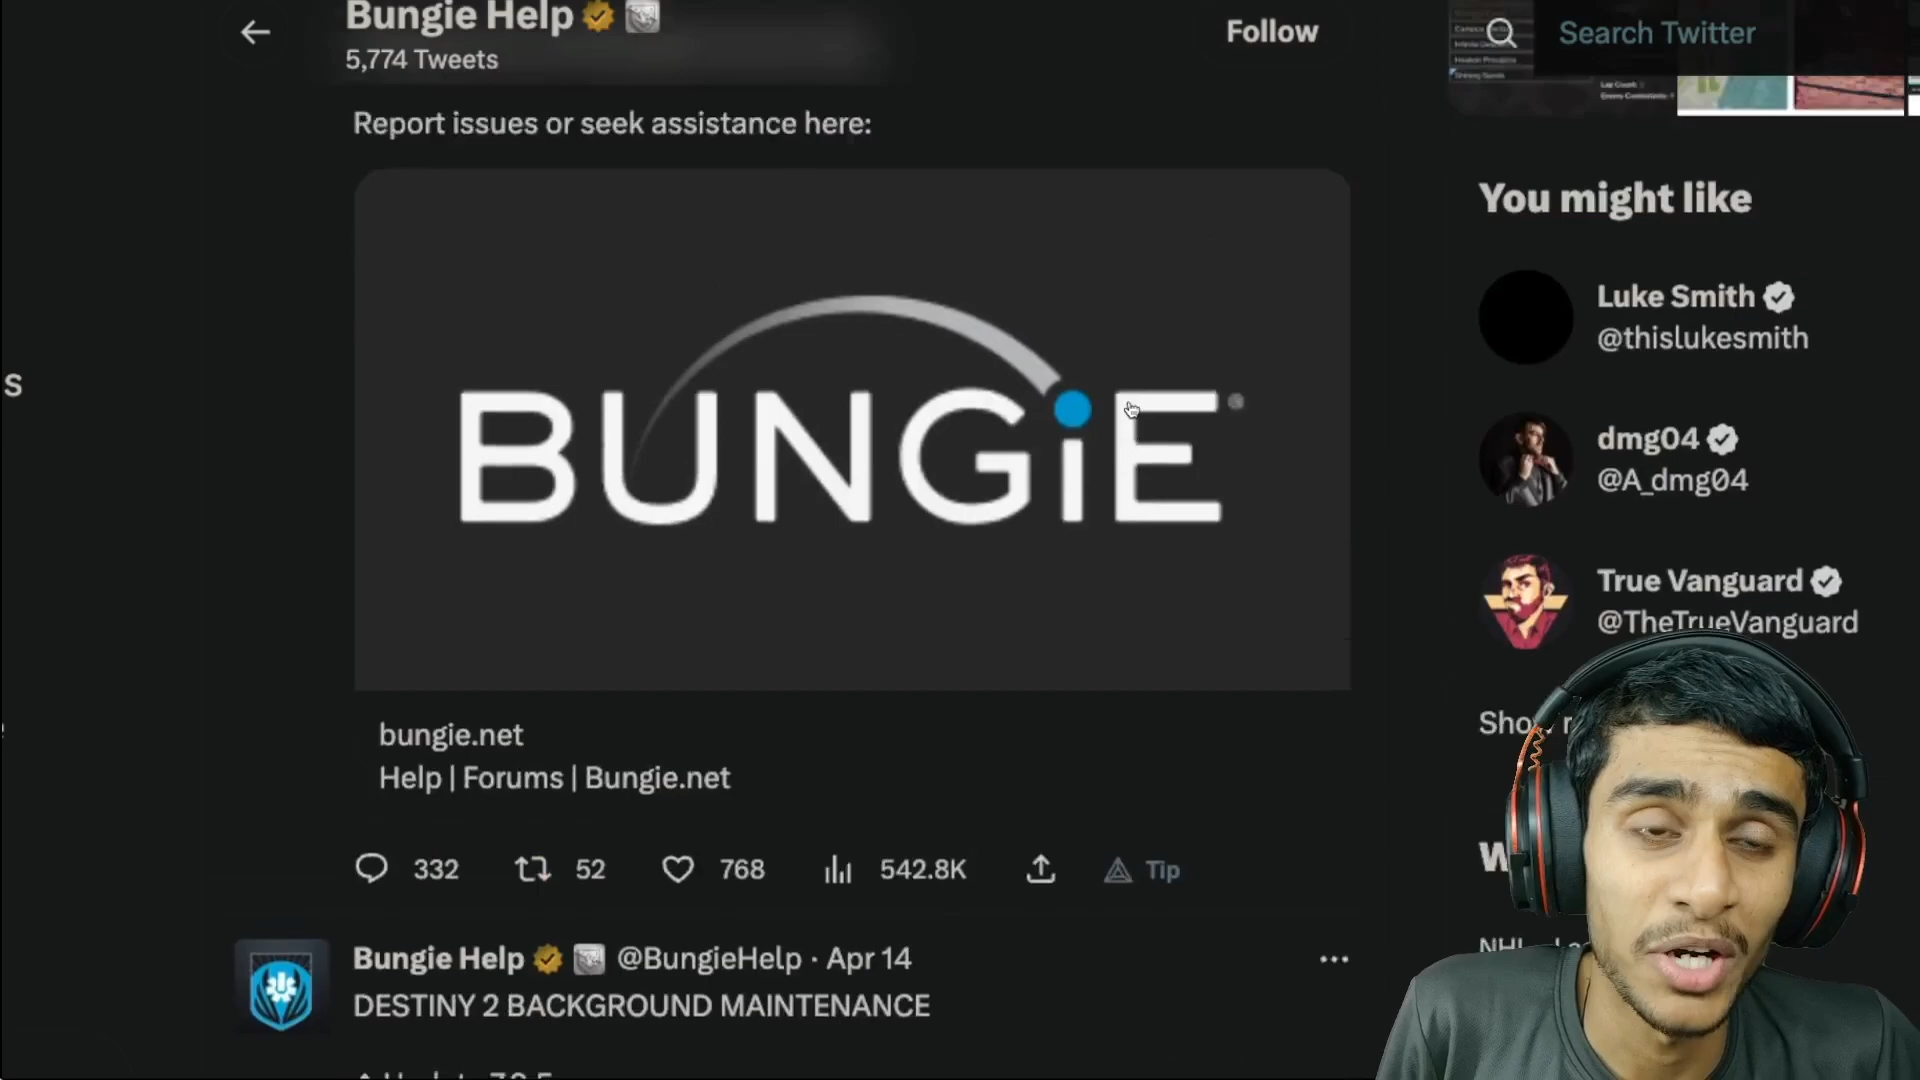 Bungie Help
5,774 Tweets
Follow
Search Twitter
Report issues or seek assistance here:
BUNGiE
bungie.net
Help | Forums | Bungie.net
332 52 768 542.8K Tip
Bungie Help @BungieHelp · Apr 14
DESTINY 2 BACKGROUND MAINTENANCE
You might like
Luke Smith
@thislukesmith
dmg04
@A_dmg04
True Vanguard
@TheTrueVanguard
s